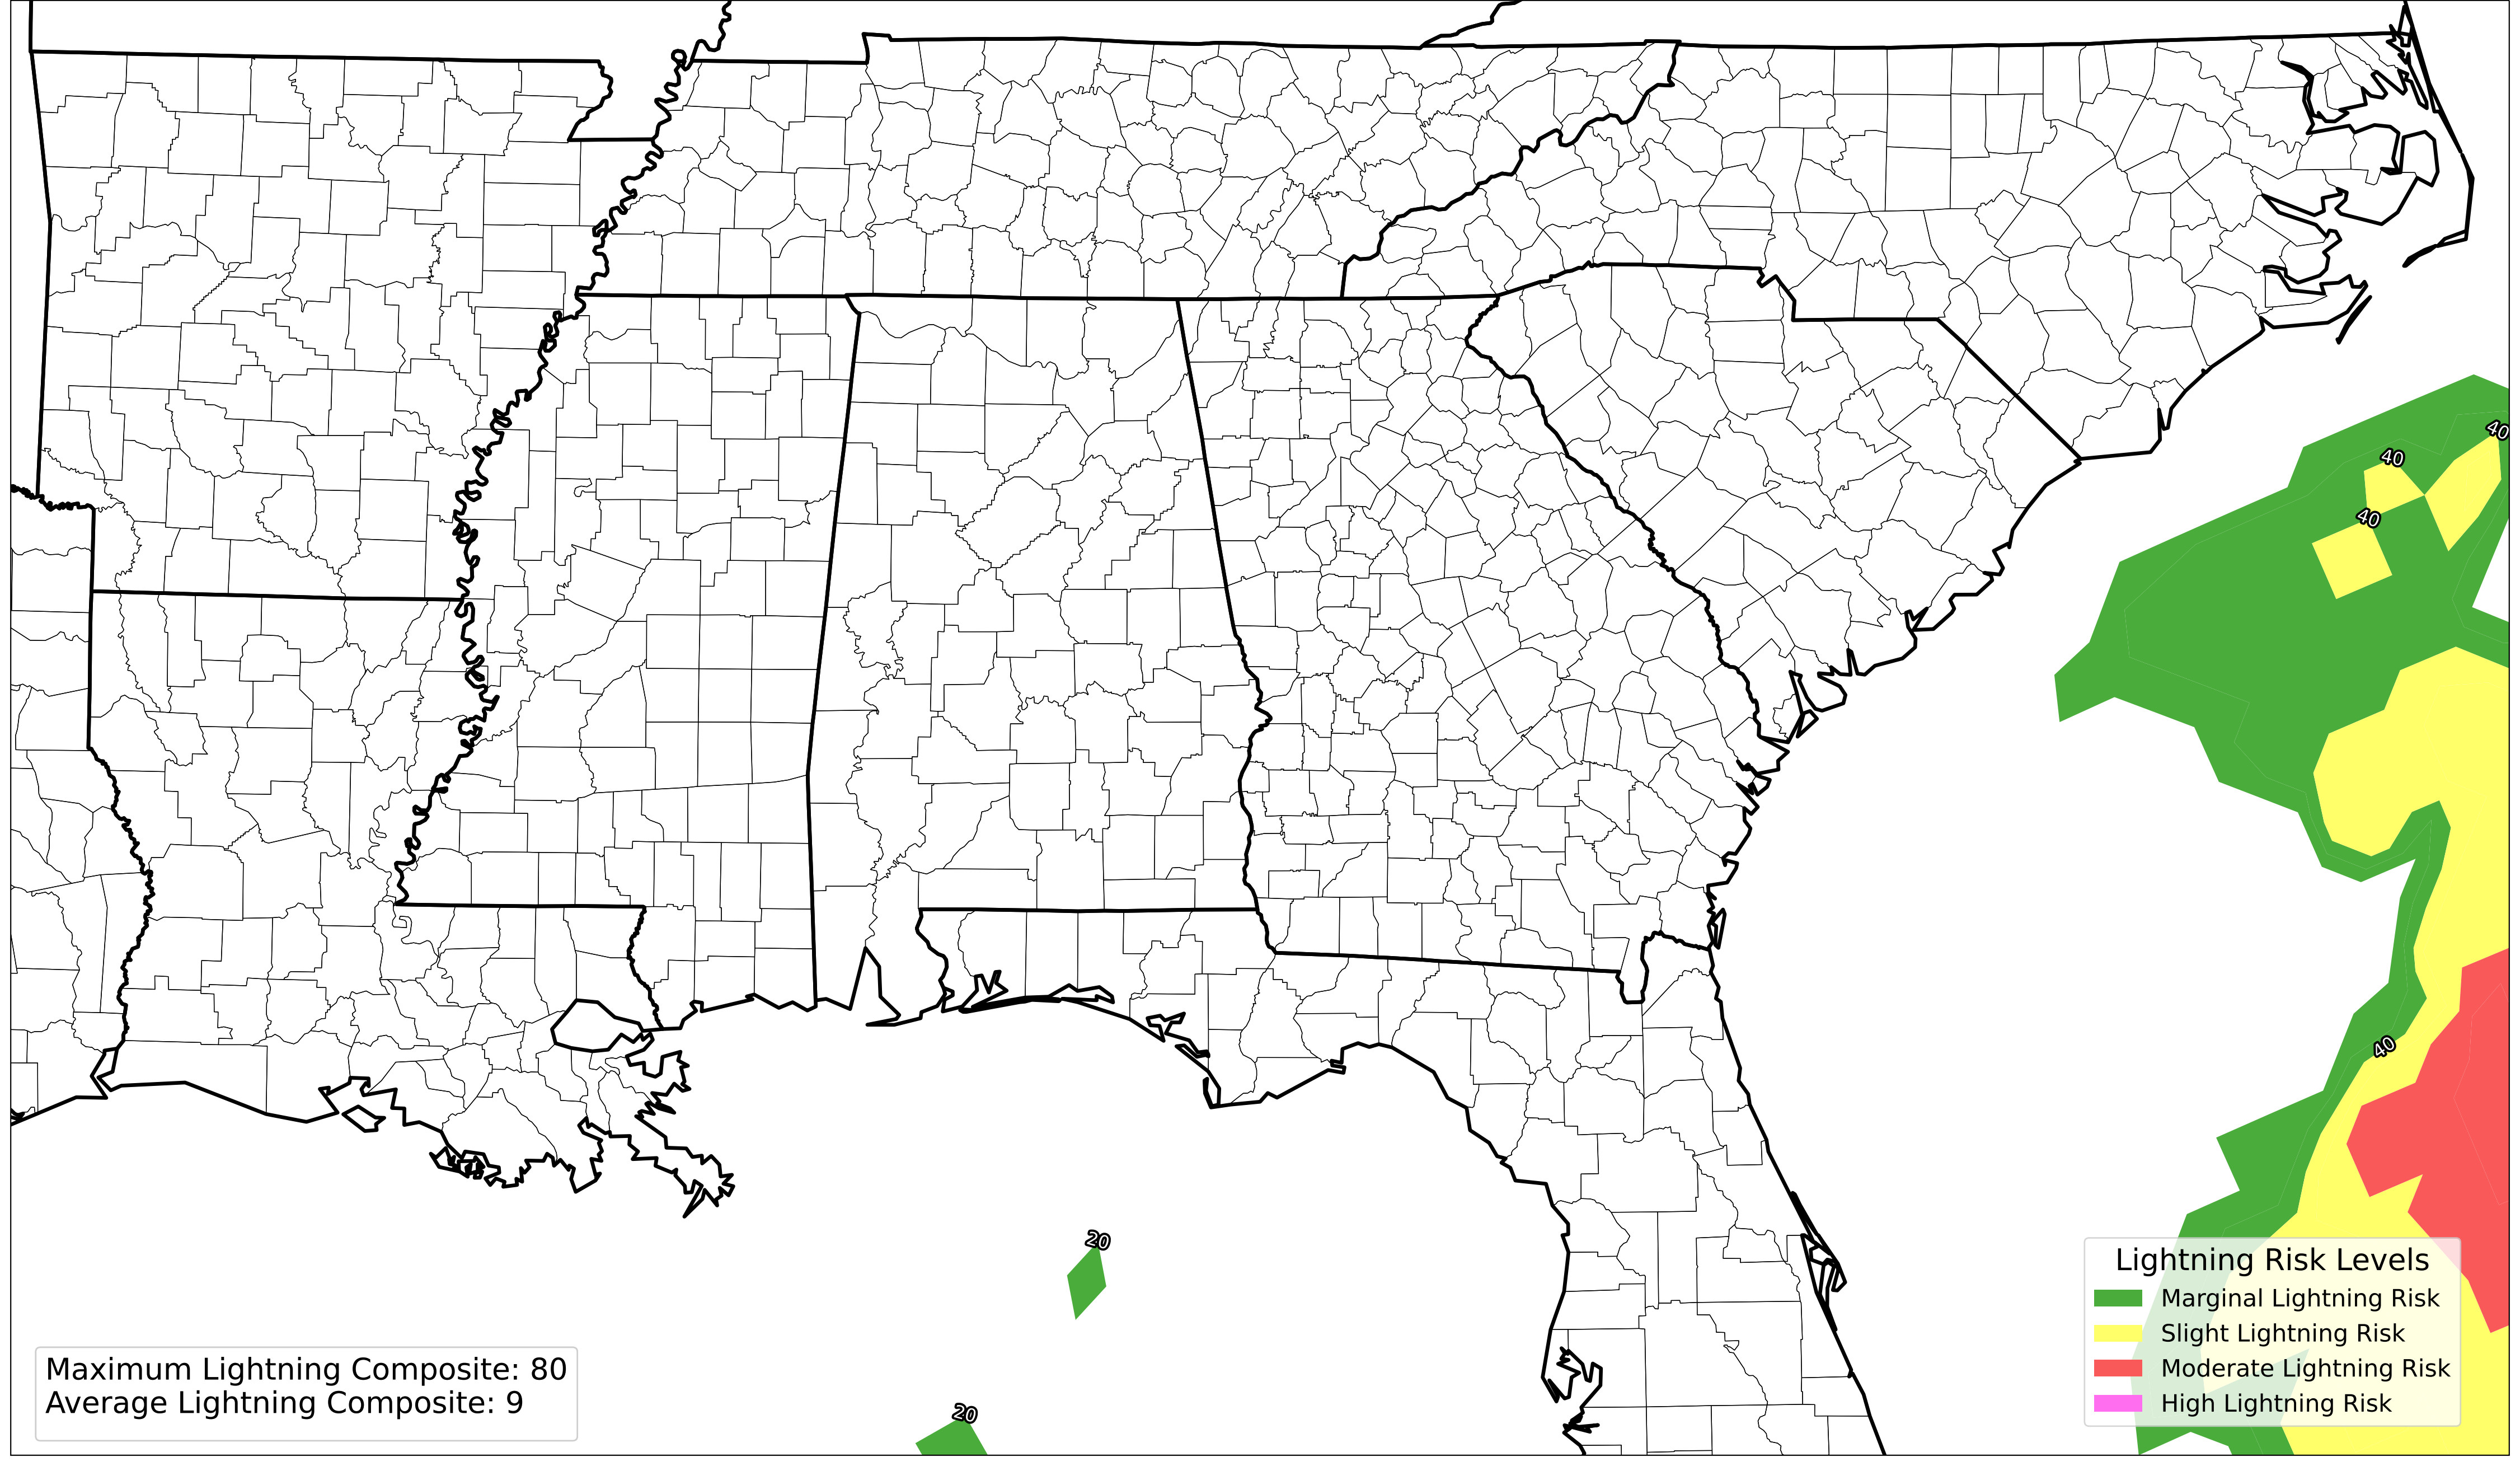 40
40
40
40
20
20
Lightning Risk Levels
Marginal Lightning Risk
Slight Lightning Risk
Moderate Lightning Risk
High Lightning Risk
Maximum Lightning Composite: 80
Average Lightning Composite: 9